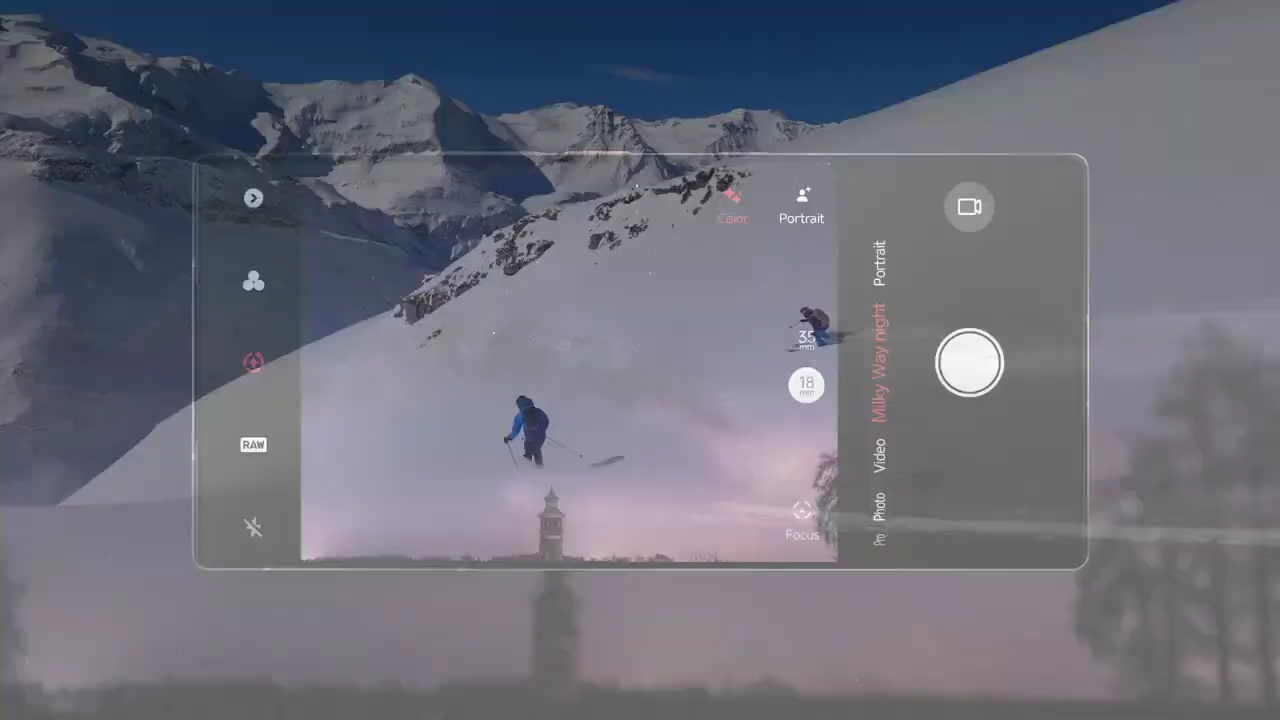 Color
Portrait
35
mm
18
mm
RAW
Focus
Portrait
Milky Way night
Video
Photo
Pro